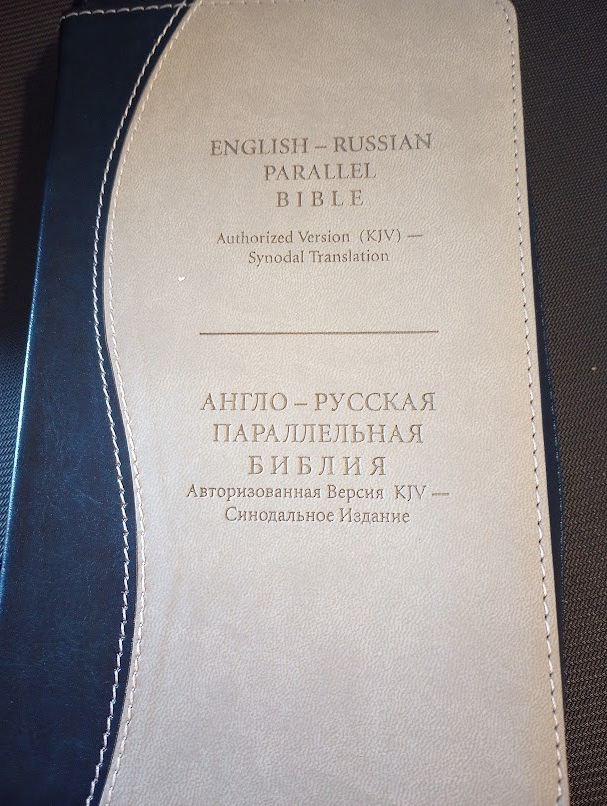 ENGLISH – RUSSIAN
PARALLEL
BIBLE
Authorized Version (KJV) —
Synodal Translation
АНГЛО – РУССКАЯ
ПАРАЛЛЕЛЬНАЯ
БИБЛИЯ
Авторизованная Версия KJV —
Синодальное Издание